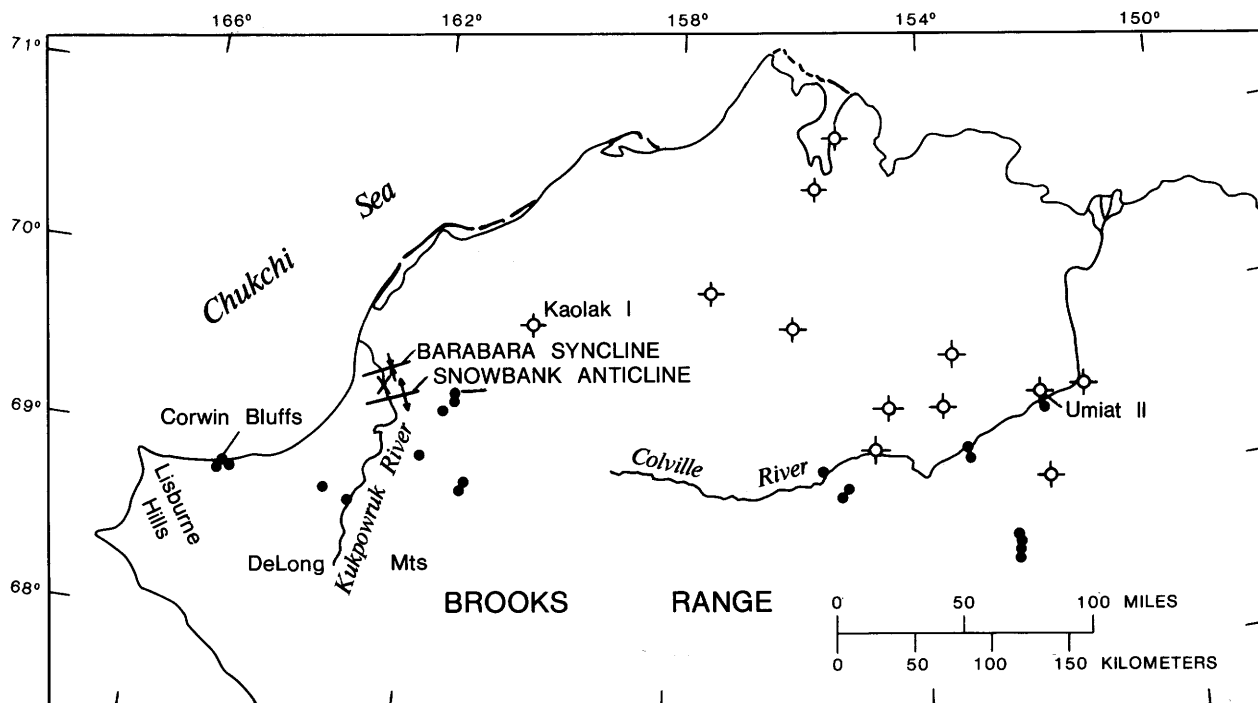 166° 162° 158° 154° 150°
71°
Chukchi Sea
70°
Kaolak I
BARABARA SYNCLINE
SNOWBANK ANTICLINE
69°
Corwin Bluffs
Umiat II
Lisburne
Hills
Colville River
Kukpowruk River
DeLong Mts
68°
BROOKS RANGE
0 50 100 MILES
0 50 100 150 KILOMETERS